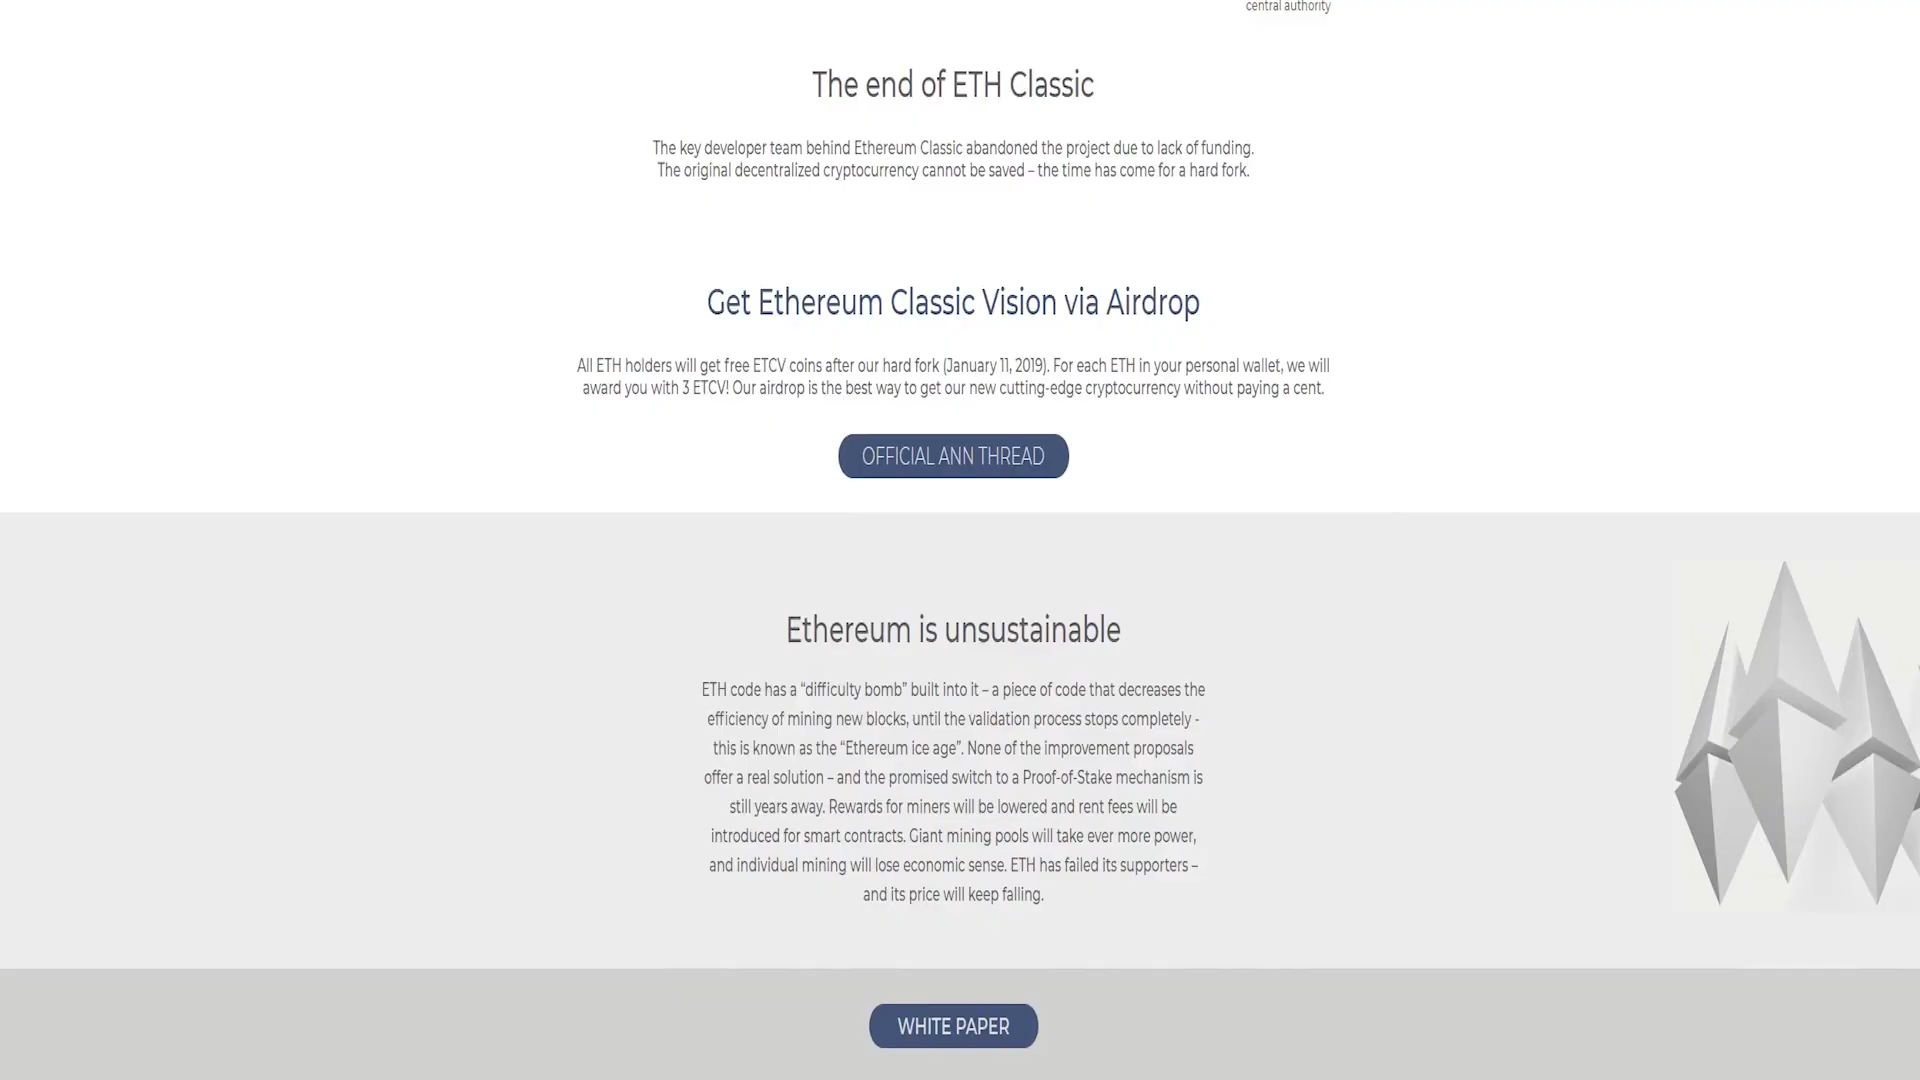 central authority
The end of ETH Classic
The key developer team behind Ethereum Classic abandoned the project due to lack of funding.
The original decentralized cryptocurrency cannot be saved – the time has come for a hard fork.
Get Ethereum Classic Vision via Airdrop
All ETH holders will get free ETCV coins after our hard fork (January 11, 2019). For each ETH in your personal wallet, we will
award you with 3 ETCV! Our airdrop is the best way to get our new cutting-edge cryptocurrency without paying a cent.
OFFICIAL ANN THREAD
Ethereum is unsustainable
ETH code has a “difficulty bomb” built into it – a piece of code that decreases the
efficiency of mining new blocks, until the validation process stops completely -
this is known as the “Ethereum ice age”. None of the improvement proposals
offer a real solution – and the promised switch to a Proof-of-Stake mechanism is
still years away. Rewards for miners will be lowered and rent fees will be
introduced for smart contracts. Giant mining pools will take ever more power,
and individual mining will lose economic sense. ETH has failed its supporters –
and its price will keep falling.
WHITE PAPER